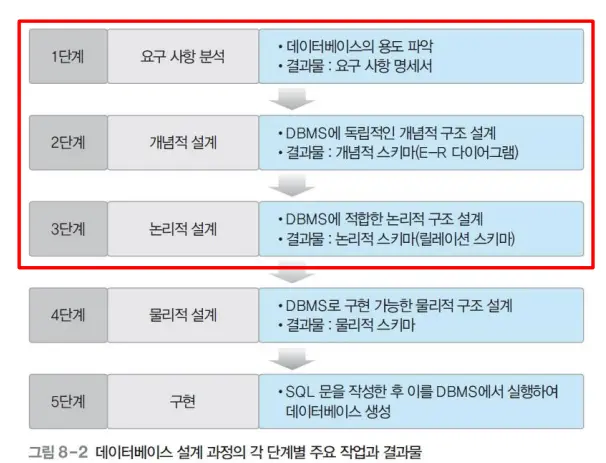 1단계
요구 사항 분석
• 데이터베이스의 용도 파악
• 결과물 : 요구 사항 명세서
2단계
개념적 설계
• DBMS에 독립적인 개념적 구조 설계
• 결과물 : 개념적 스키마(E-R 다이어그램)
3단계
논리적 설계
• DBMS에 적합한 논리적 구조 설계
• 결과물 : 논리적 스키마(릴레이션 스키마)
4단계
물리적 설계
• DBMS로 구현 가능한 물리적 구조 설계
• 결과물 : 물리적 스키마
5단계
구현
• SQL 문을 작성한 후 이를 DBMS에서 실행하여
데이터베이스 생성
그림 8-2 데이터베이스 설계 과정의 각 단계별 주요 작업과 결과물